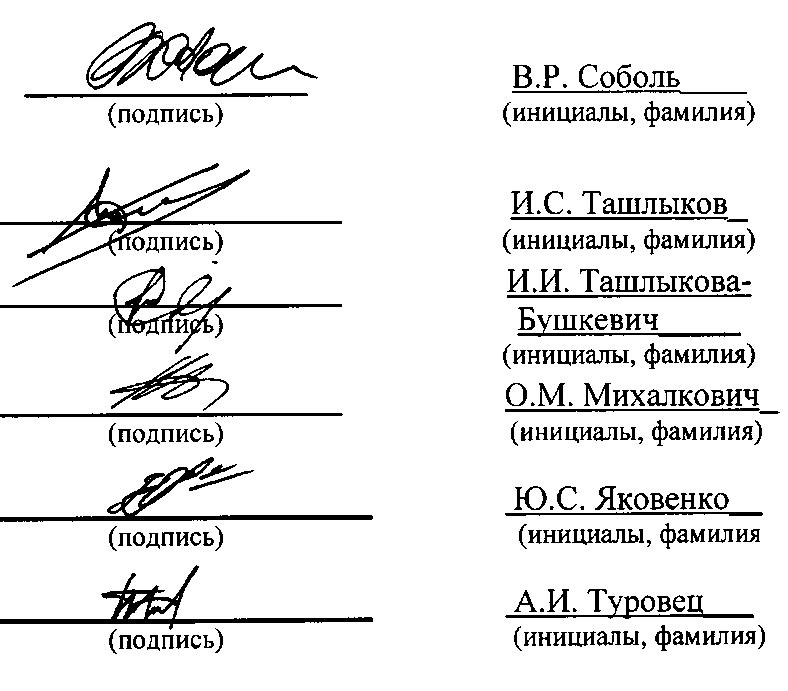 В.Р. Соболь
(подпись) (инициалы, фамилия)
И.С. Ташлыков
(подпись) (инициалы, фамилия)
И.И. Ташлыкова-
Бушкевич
(подпись)
(инициалы, фамилия)
О.М. Михалкович
(подпись) (инициалы, фамилия)
Ю.С. Яковенко
(подпись) (инициалы, фамилия
А.И. Туровец
(подпись) (инициалы, фамилия)